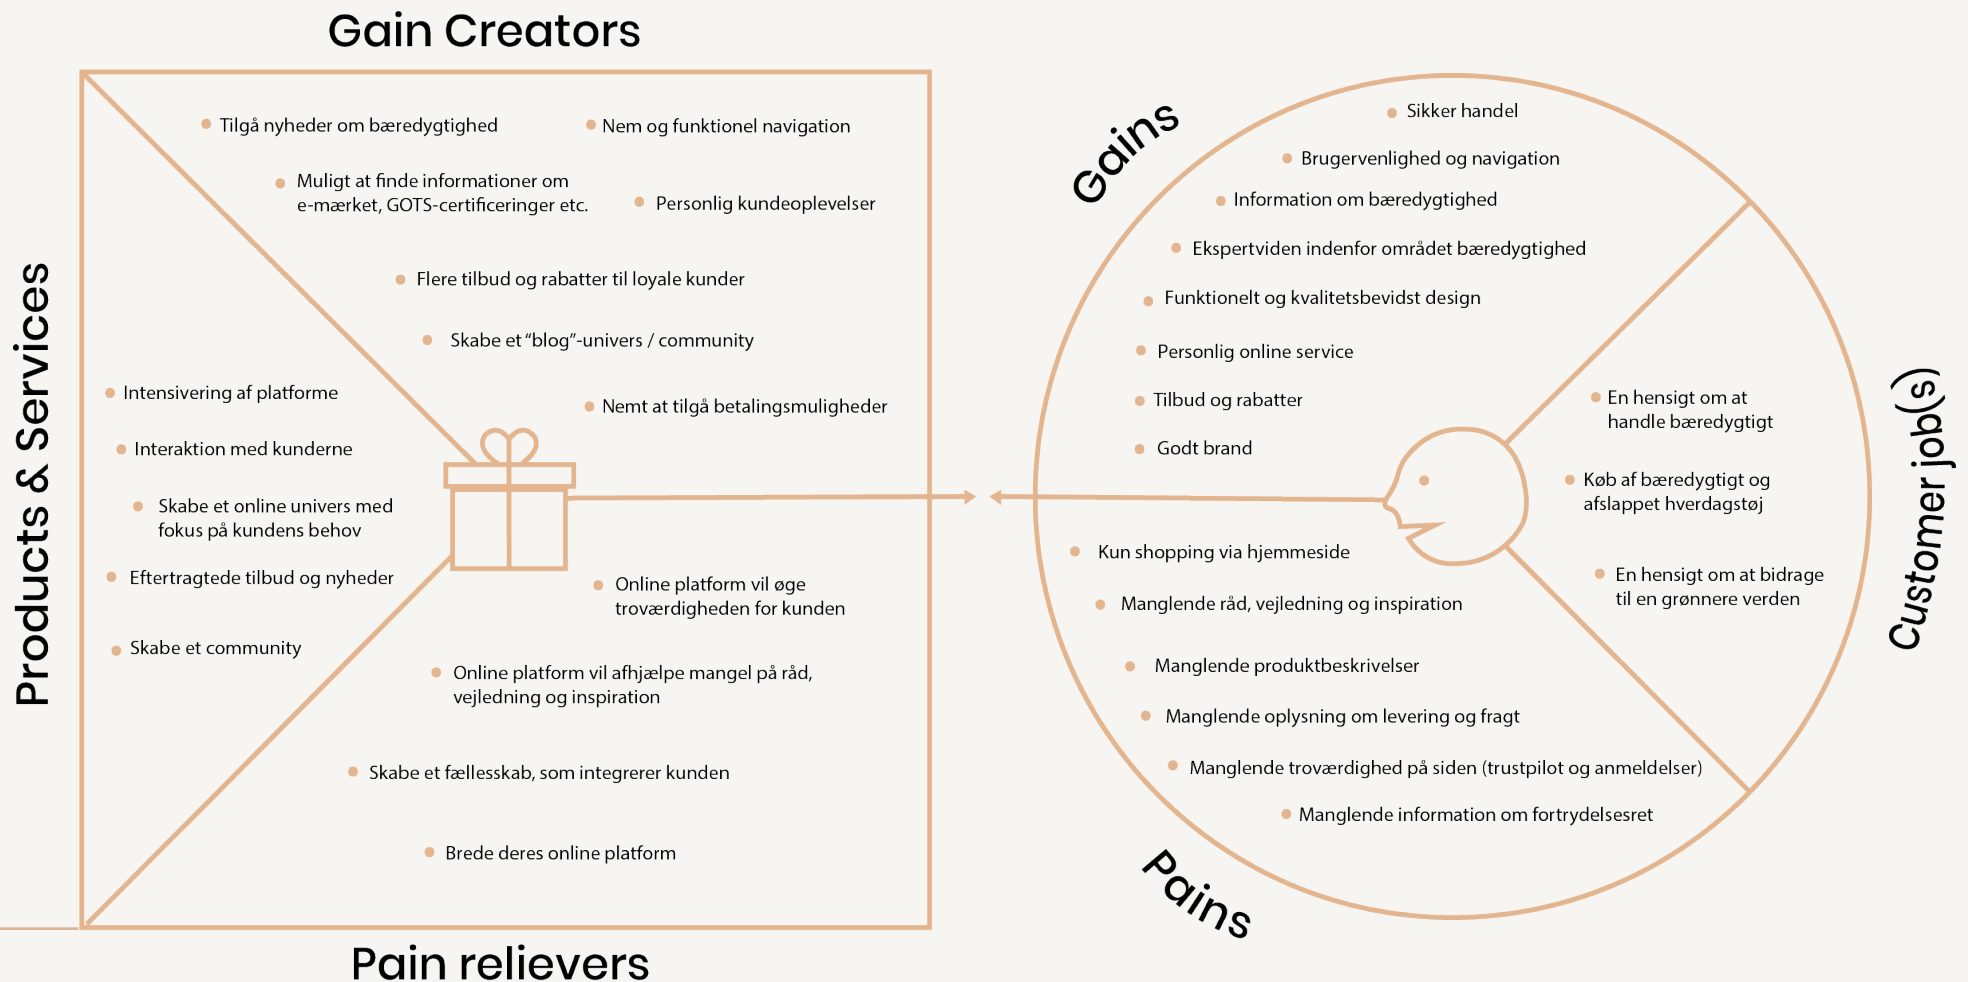 Gain Creators
Tilgå nyheder om bæredygtighed
Nem og funktionel navigation
Muligt at finde informationer om
e-mærket, GOTS-certificeringer etc.
Personlig kundeoplevelser
Flere tilbud og rabatter til loyale kunder
Skabe et “blog”-univers / community
Nemt at tilgå betalingsmuligheder
Products & Services
Intensivering af platforme
Interaktion med kunderne
Skabe et online univers med
fokus på kundens behov
Eftertragtede tilbud og nyheder
Skabe et community
Online platform vil øge
troværdigheden for kunden
Online platform vil afhjælpe mangel på råd,
vejledning og inspiration
Skabe et fællesskab, som integrerer kunden
Brede deres online platform
Pain relievers
Gains
Sikker handel
Brugervenlighed og navigation
Information om bæredygtighed
Ekspertviden indenfor området bæredygtighed
Funktionelt og kvalitetsbevidst design
Personlig online service
Tilbud og rabatter
Godt brand
Customer job(s)
En hensigt om at
handle bæredygtigt
Køb af bæredygtigt og
afslappet hverdagstøj
En hensigt om at bidrage
til en grønnere verden
Kun shopping via hjemmeside
Manglende råd, vejledning og inspiration
Manglende produktbeskrivelser
Manglende oplysning om levering og fragt
Manglende troværdighed på siden (trustpilot og anmeldelser)
Manglende information om fortrydelsesret
Pains